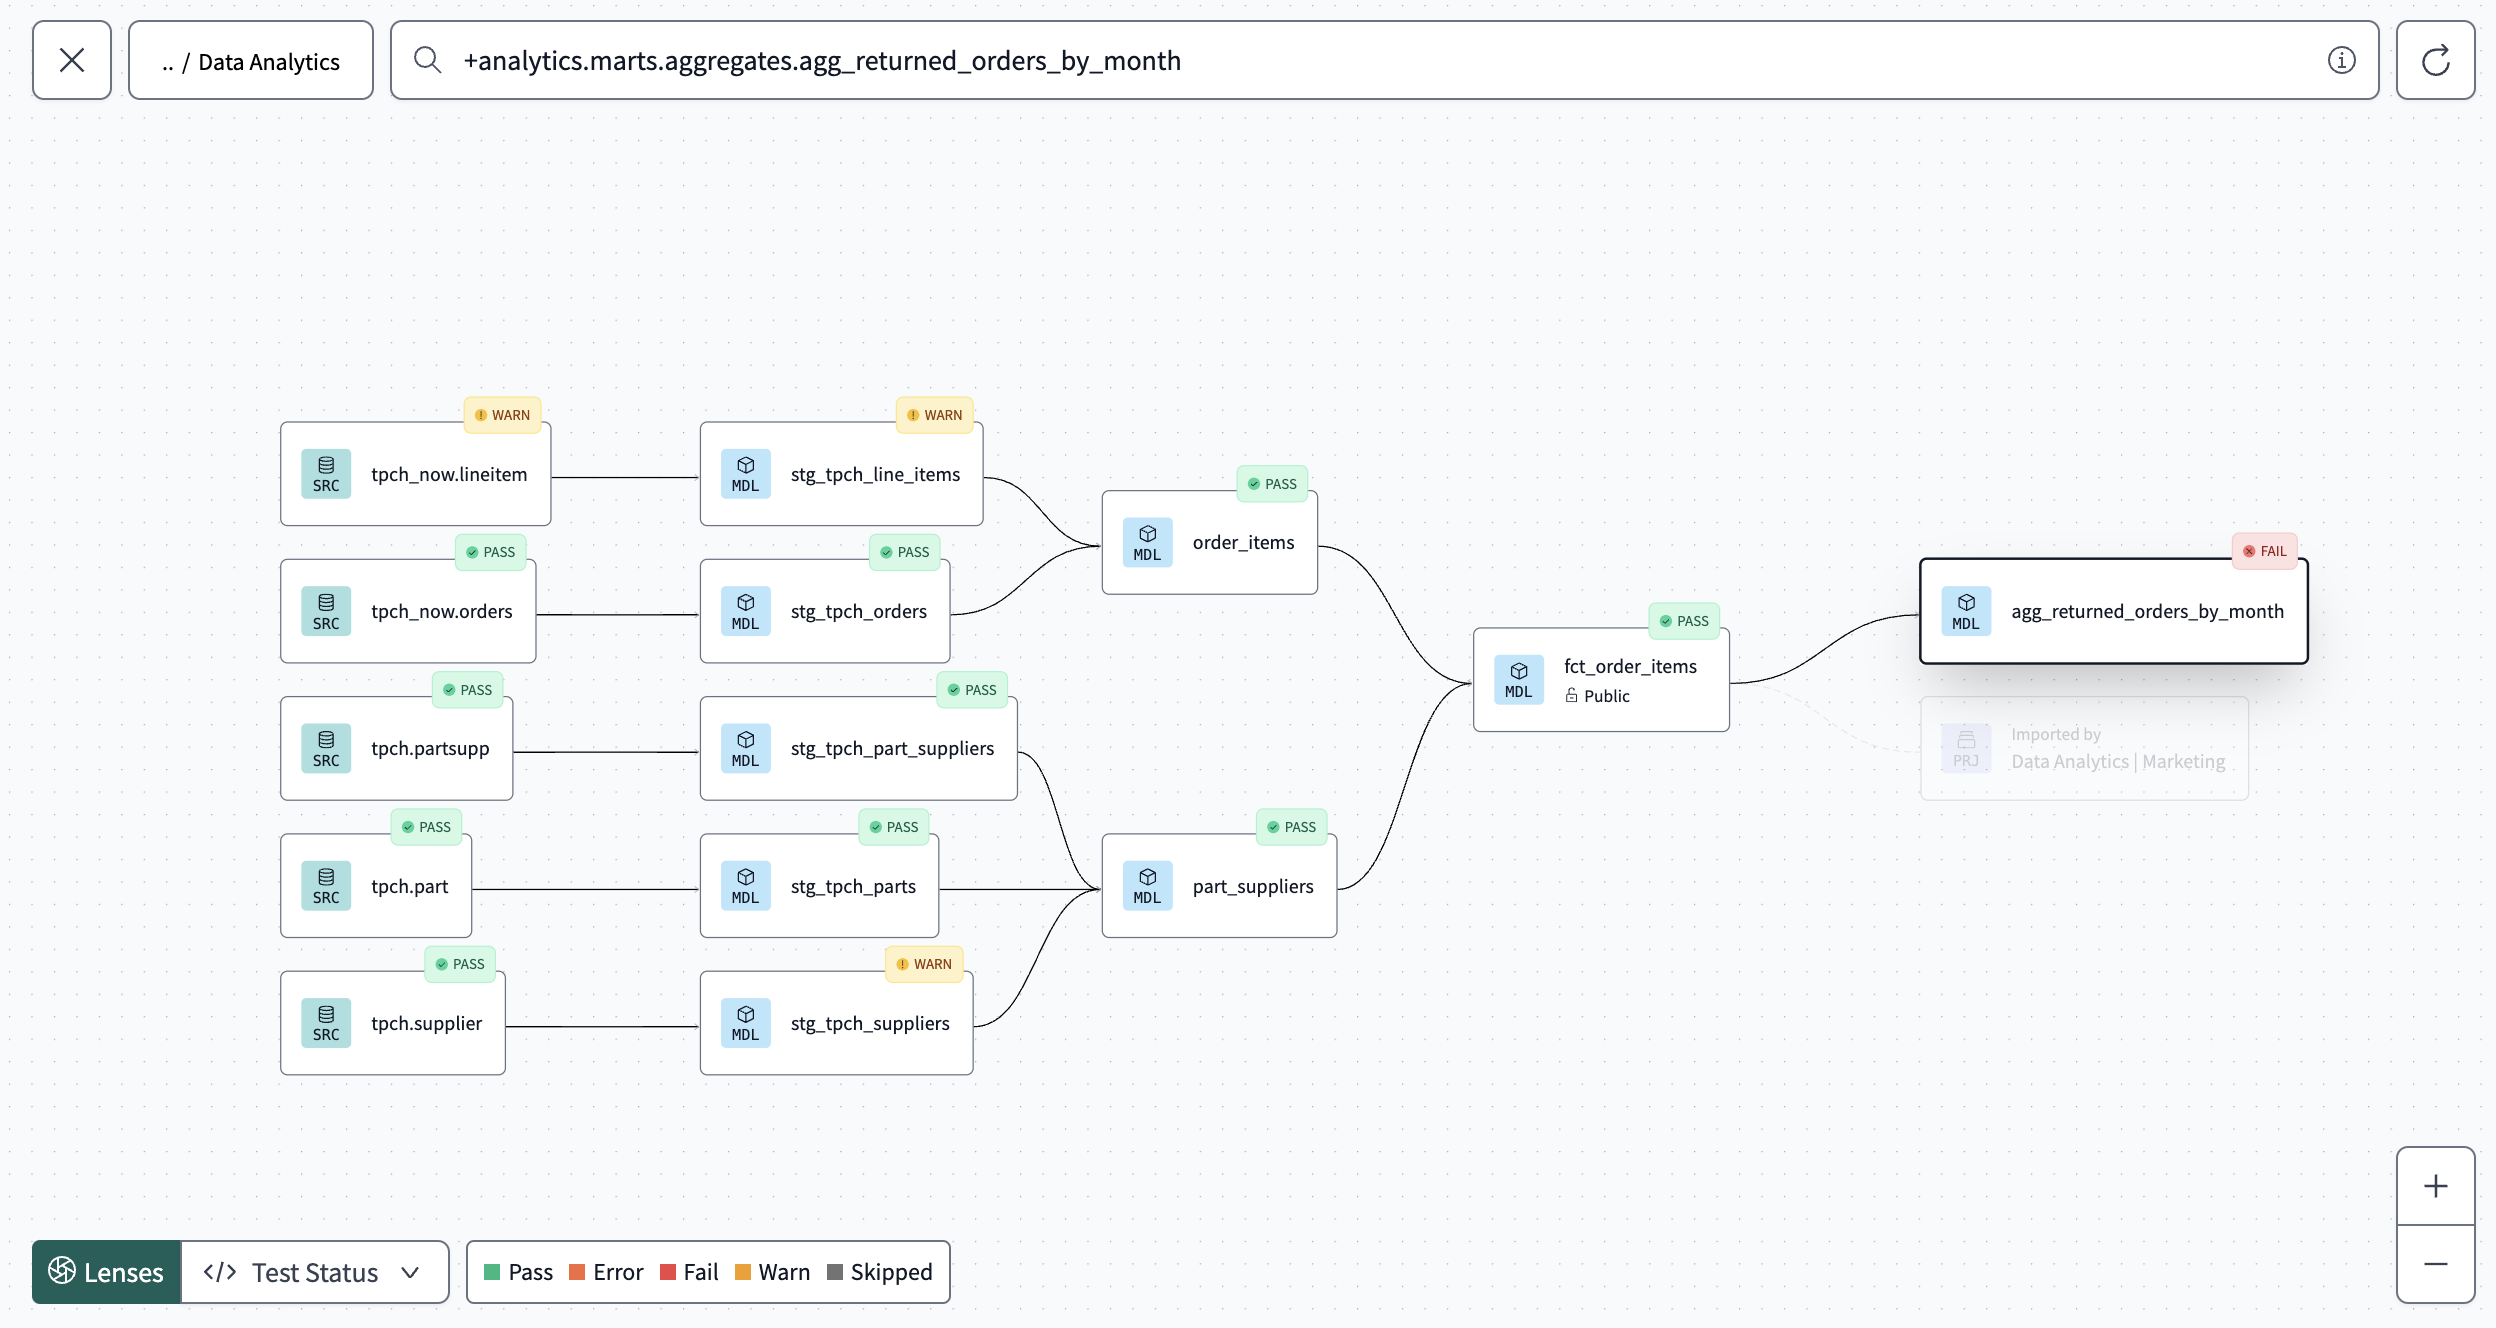 .. / Data Analytics
+analytics.marts.aggregates.agg_returned_orders_by_month
WARN
SRC
tpch_now.lineitem
WARN
MDL
stg_tpch_line_items
PASS
MDL
order_items
PASS
SRC
tpch_now.orders
PASS
MDL
stg_tpch_orders
FAIL
MDL
agg_returned_orders_by_month
PASS
MDL
fct_order_items
Public
PASS
SRC
tpch.partsupp
PASS
MDL
stg_tpch_part_suppliers
PRJ
Imported by
Data Analytics | Marketing
PASS
SRC
tpch.part
PASS
MDL
stg_tpch_parts
PASS
MDL
part_suppliers
PASS
SRC
tpch.supplier
WARN
MDL
stg_tpch_suppliers
Lenses
</> Test Status
Pass
Error
Fail
Warn
Skipped